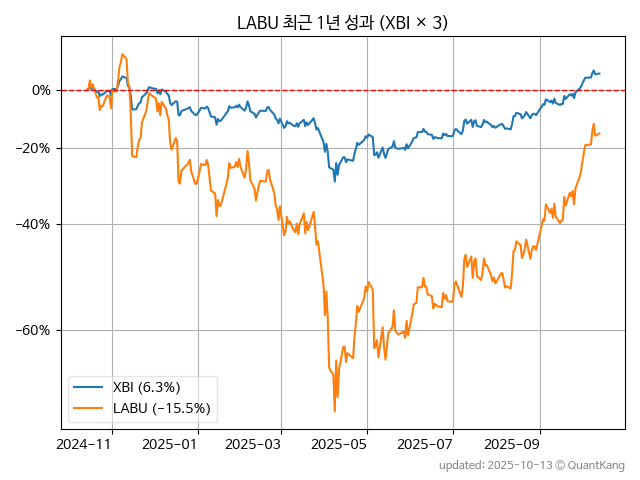 LABU 최근 1년 성과 (XBI × 3)
0%
−20%
−40%
−60%
XBI (6.3%)
LABU (−15.5%)
2024-11
2025-01
2025-03
2025-05
2025-07
2025-09
updated: 2025-10-13 © QuantKang